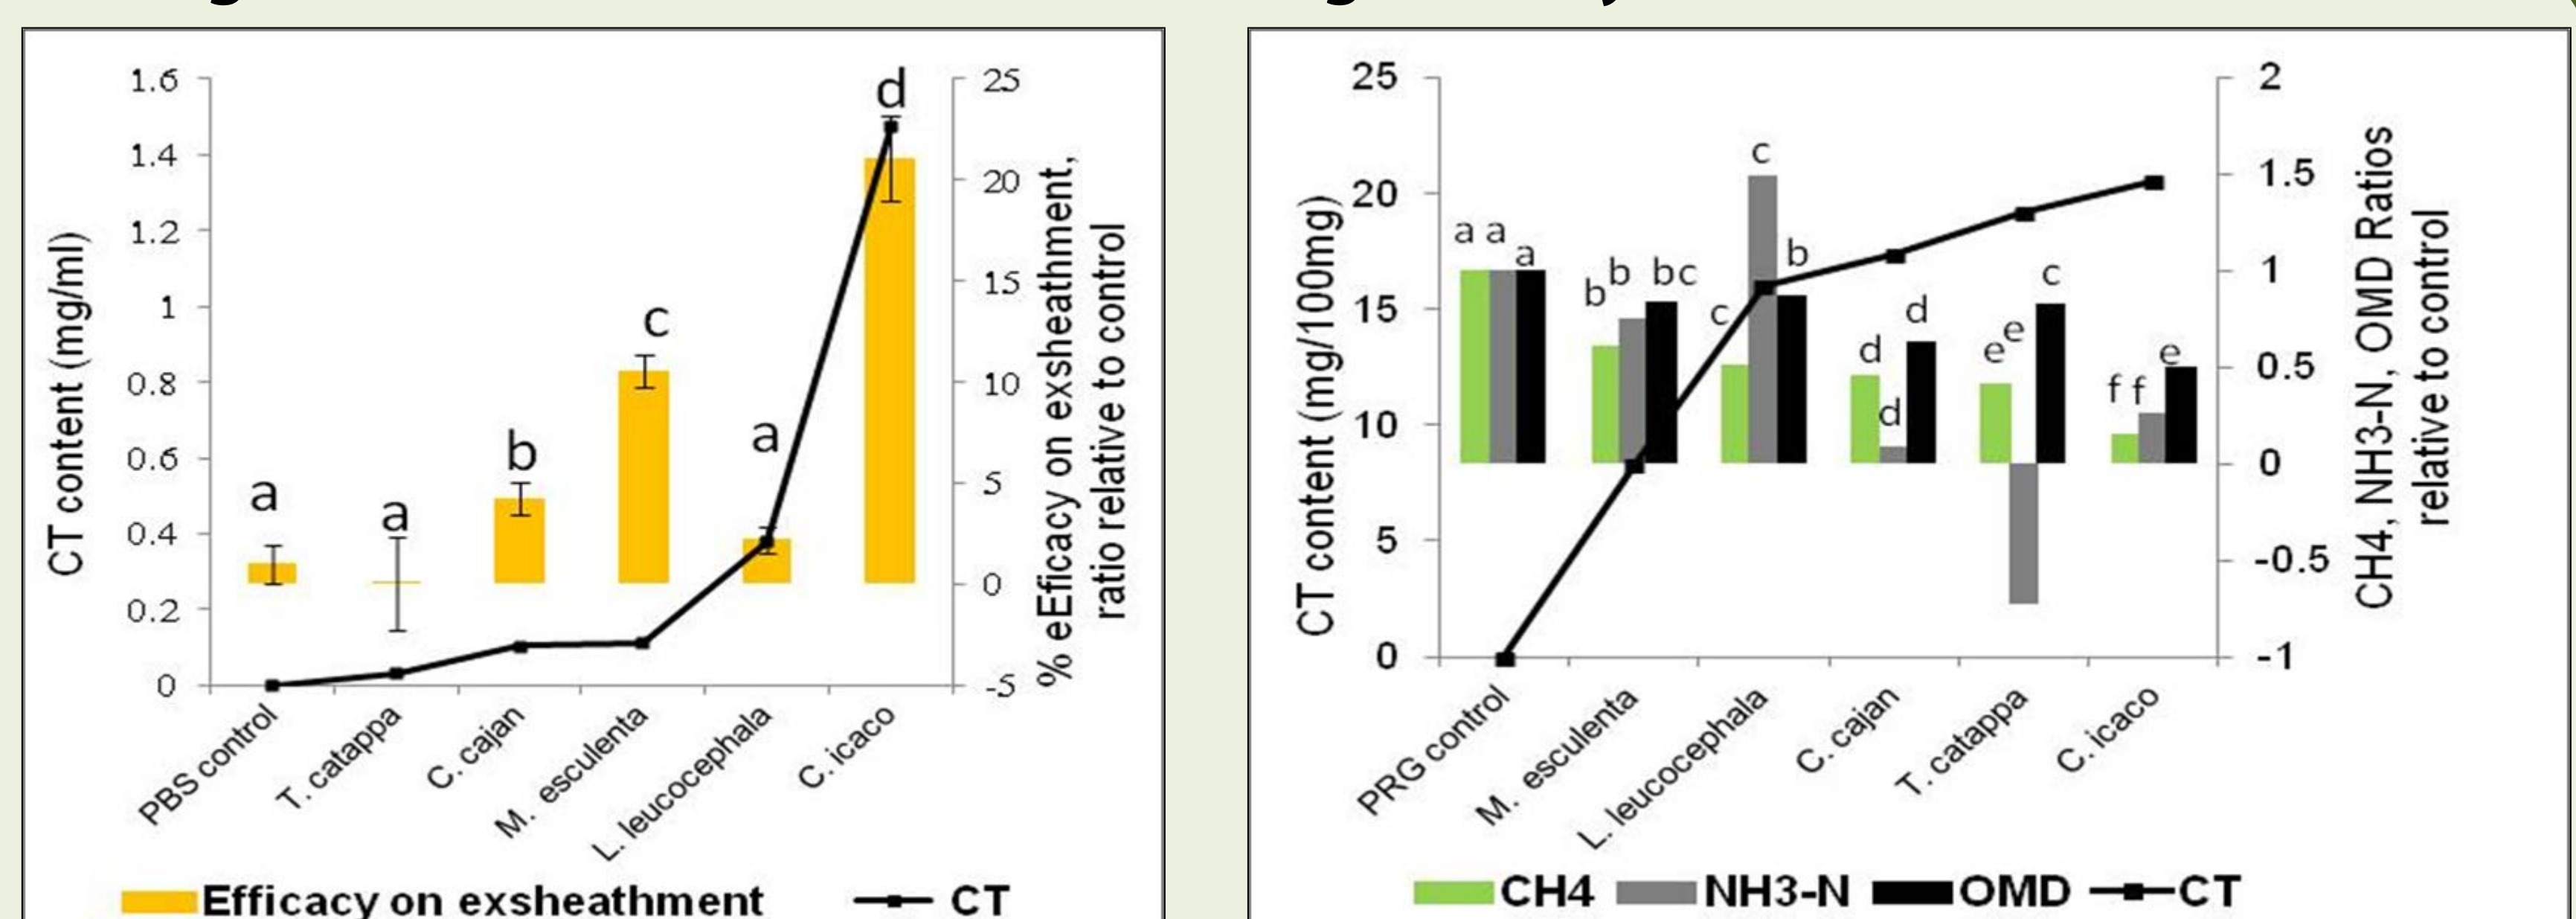 1.6
1.4
1.2
1
0.8
0.6
0.4
0.2
0
CT content (mg/ml)
25
20
15
10
5
0
-5
% eEficacy on exsheathment,
ratio relative to control
a
a
b
c
a
d
PBS control
T. catappa
C. cajan
M. esculenta
L. leucocephala
C. icaco
Efficacy on exsheathment
CT
25
20
15
10
5
0
CT content (mg/100mg)
2
1.5
1
0.5
0
-0.5
-1
CH4, NH3-N, OMD Ratios
relative to control
a a a
b b bc
c c b
d d d
e e c
f f e
PRG control
M. esculenta
L. leucocephala
C. cajan
T. catappa
C. icaco
CH4 NH3-N OMD CT